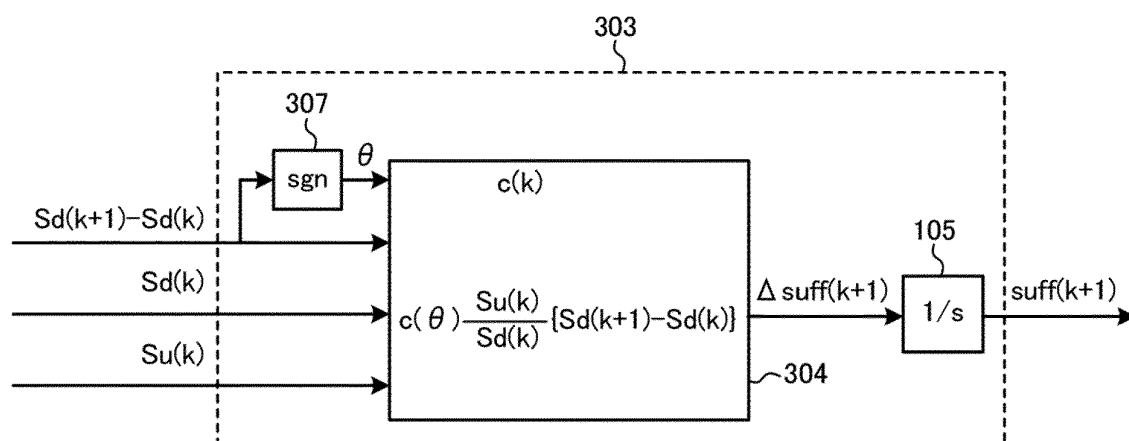 303
307
θ
sgn
c(k)
Sd(k+1)-Sd(k)
Sd(k)
Su(k)
c(θ) Su(k)/Sd(k) {Sd(k+1)-Sd(k)}
Δsuff(k+1)
105
1/s
suff(k+1)
304